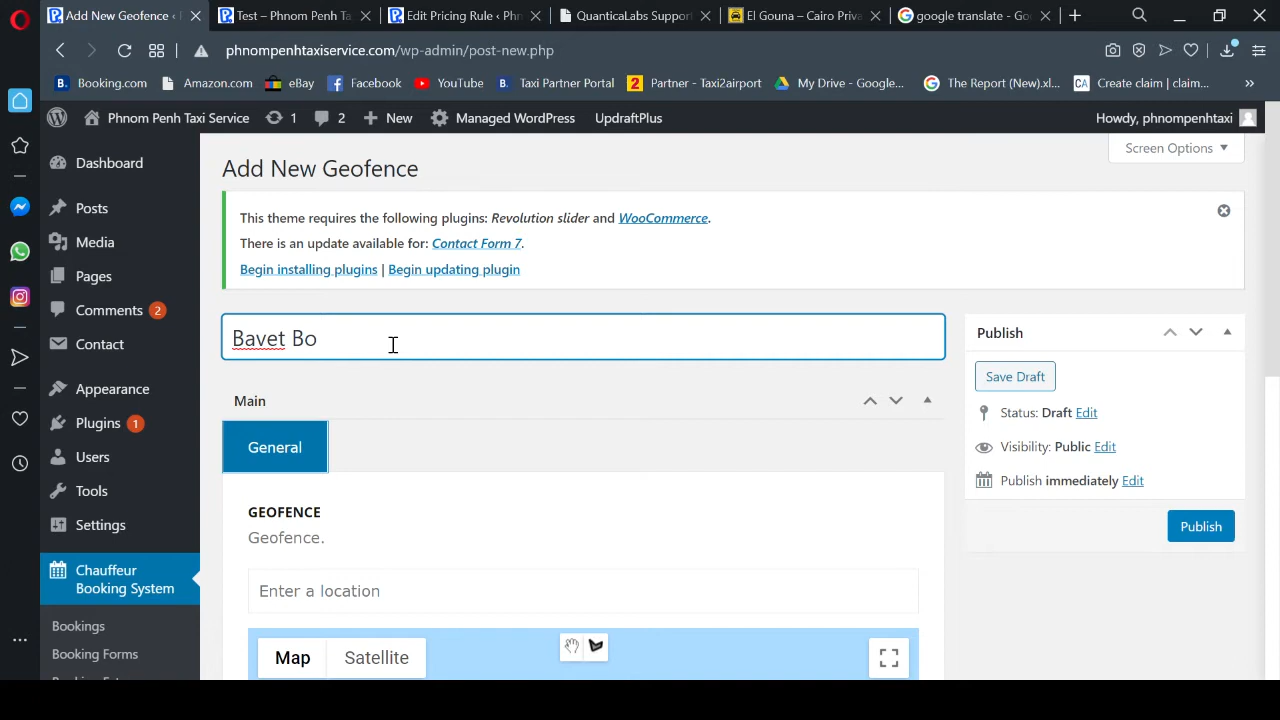 Add New Geofence ‹ P
Test – Phnom Penh Ta
Edit Pricing Rule ‹ Phn
QuanticaLabs Support
El Gouna – Cairo Priva
google translate - Go
phnompenhtaxiservice.com/wp-admin/post-new.php
Booking.com
Amazon.com
eBay
Facebook
YouTube
Taxi Partner Portal
Partner - Taxi2airport
My Drive - Google...
The Report (New).xl...
Create claim | claim...
Phnom Penh Taxi Service
1
2
New
Managed WordPress
UpdraftPlus
Howdy, phnompenhtaxi
Screen Options
Dashboard
Posts
Media
Pages
Comments 2
Contact
Appearance
Plugins 1
Users
Tools
Settings
Chauffeur
Booking System
Bookings
Booking Forms
Add New Geofence
This theme requires the following plugins: Revolution slider and WooCommerce.
There is an update available for: Contact Form 7.
Begin installing plugins | Begin updating plugin
Bavet Bo
Main
General
GEOFENCE
Geofence.
Enter a location
Map
Satellite
Publish
Save Draft
Status: Draft Edit
Visibility: Public Edit
Publish immediately Edit
Publish